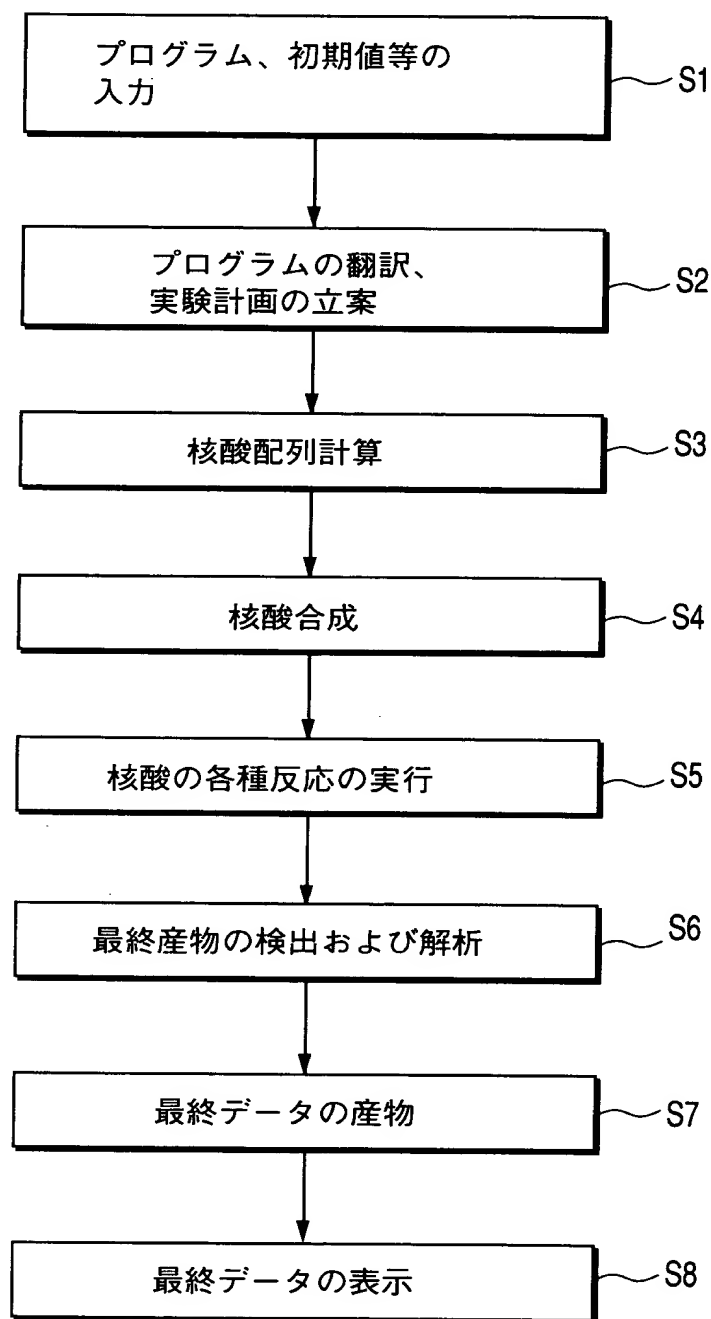 プログラム、初期値等の
入力
S1
プログラムの翻訳、
実験計画の立案
S2
核酸配列計算
S3
核酸合成
S4
核酸の各種反応の実行
S5
最終産物の検出および解析
S6
最終データの産物
S7
最終データの表示
S8